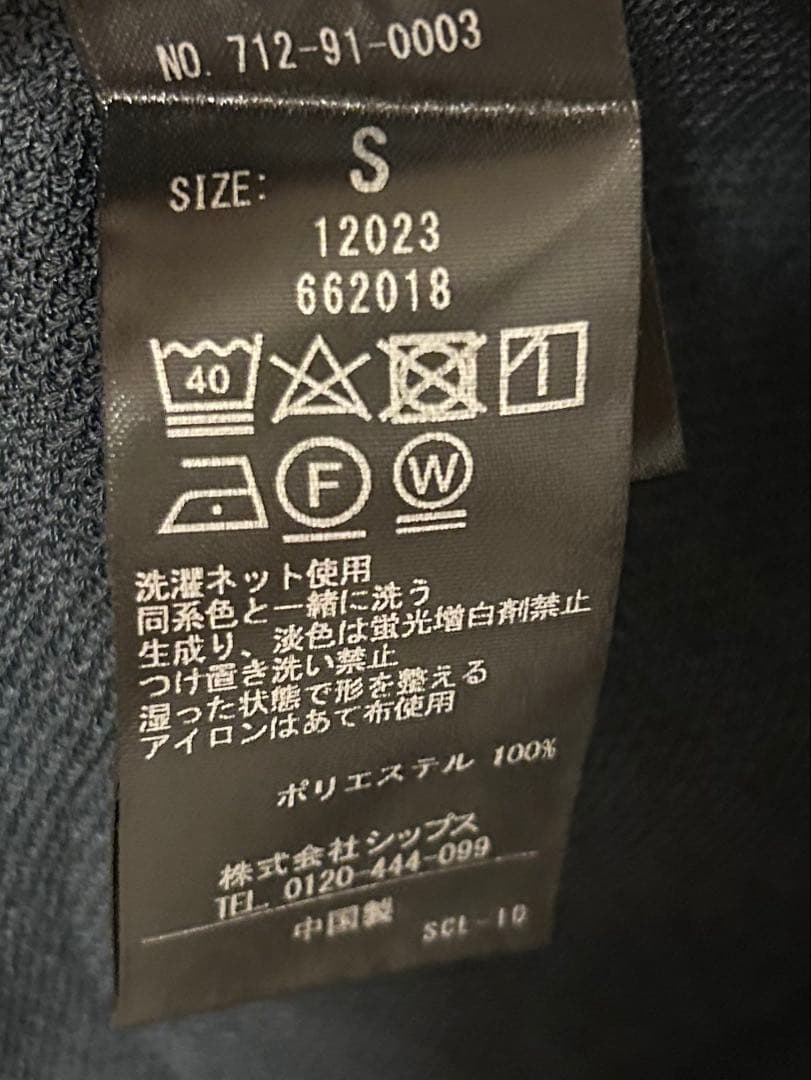 NO. 712-91-0003
SIZE: S
12023
662018
40
F W
洗濯ネット使用
同系色と一緒に洗う
生成り、淡色は蛍光増白剤禁止
つけ置き洗い禁止
湿った状態で形を整える
アイロンはあて布使用
ポリエステル 100%
株式会社シップス
TEL. 0120-444-099
中国製 SCL-10